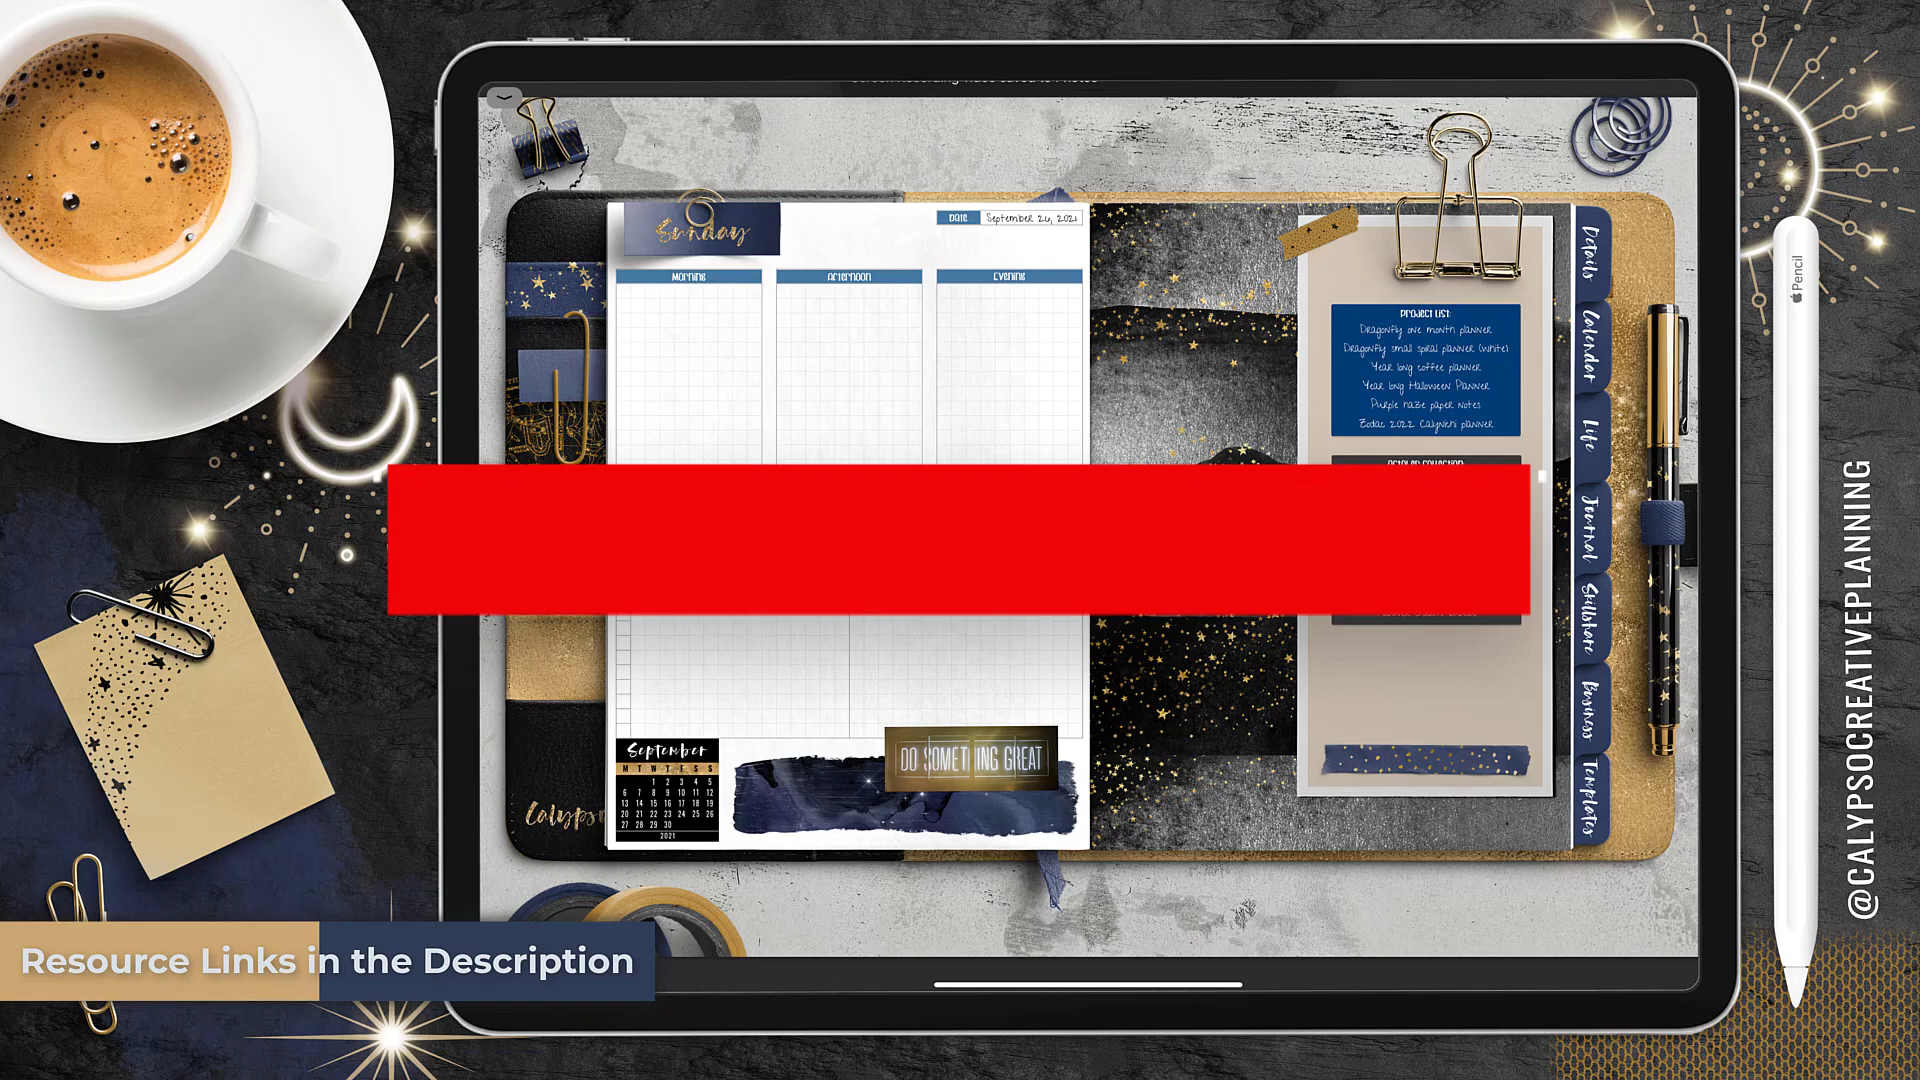 Sunday
Date September 26, 2021
Morning Afternoon Evening
Project List:
Dragonfly one month planner
Dragonfly small spiral planner (white)
Year long coffee planner
Year long Halloween Planner
Purple haze paper notes
Zodac 2022 Calynichi planner
Details
Calendar
Life
Journal
Skillshare
Business
Templates
Pencil
@CALYPSOCREATIVEPLANNING
DO SOMETHING GREAT
September
M T W T F S S
1 2 3 4 5
6 7 8 9 10 11 12
13 14 15 16 17 18 19
20 21 22 23 24 25 26
27 28 29 30
2021
Calypso
Resource Links in the Description